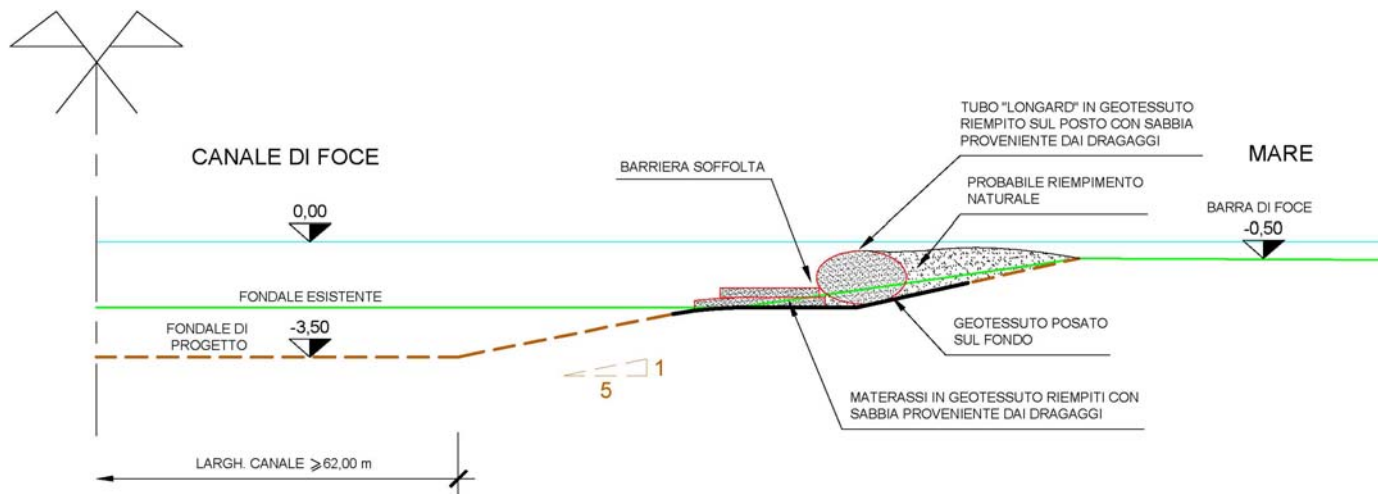 TUBO "LONGARD" IN GEOTESSUTO
RIEMPITO SUL POSTO CON SABBIA
PROVENIENTE DAI DRAGAGGI
CANALE DI FOCE
MARE
BARRIERA SOFFOLTA
PROBABILE RIEMPIMENTO
NATURALE
BARRA DI FOCE
-0,50
0,00
FONDALE ESISTENTE
FONDALE DI
PROGETTO
-3,50
GEOTESSUTO POSATO
SUL FONDO
1
5
MATERASSI IN GEOTESSUTO RIEMPITI CON
SABBIA PROVENIENTE DAI DRAGAGGI
LARGH. CANALE ⩾62,00 m